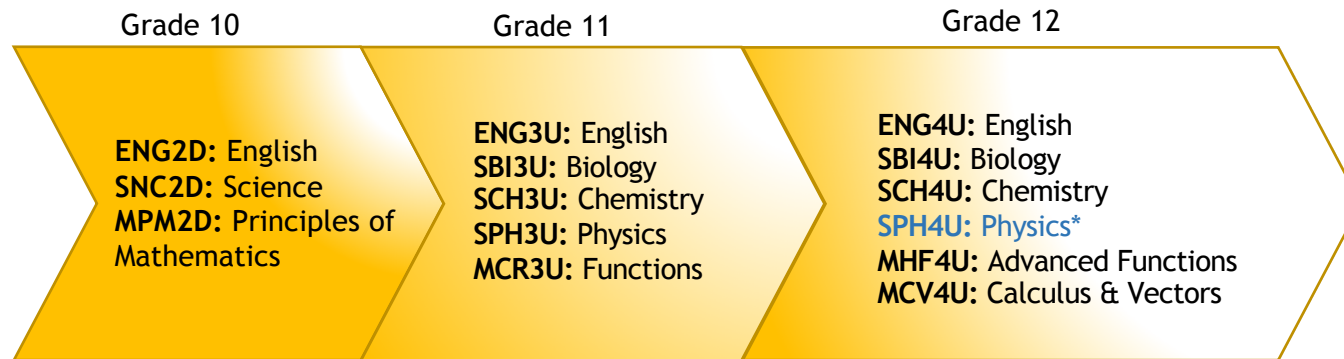 Grade 10
ENG2D: English
SNC2D: Science
MPM2D: Principles of
Mathematics
Grade 11
ENG3U: English
SBI3U: Biology
SCH3U: Chemistry
SPH3U: Physics
MCR3U: Functions
Grade 12
ENG4U: English
SBI4U: Biology
SCH4U: Chemistry
SPH4U: Physics*
MHF4U: Advanced Functions
MCV4U: Calculus & Vectors